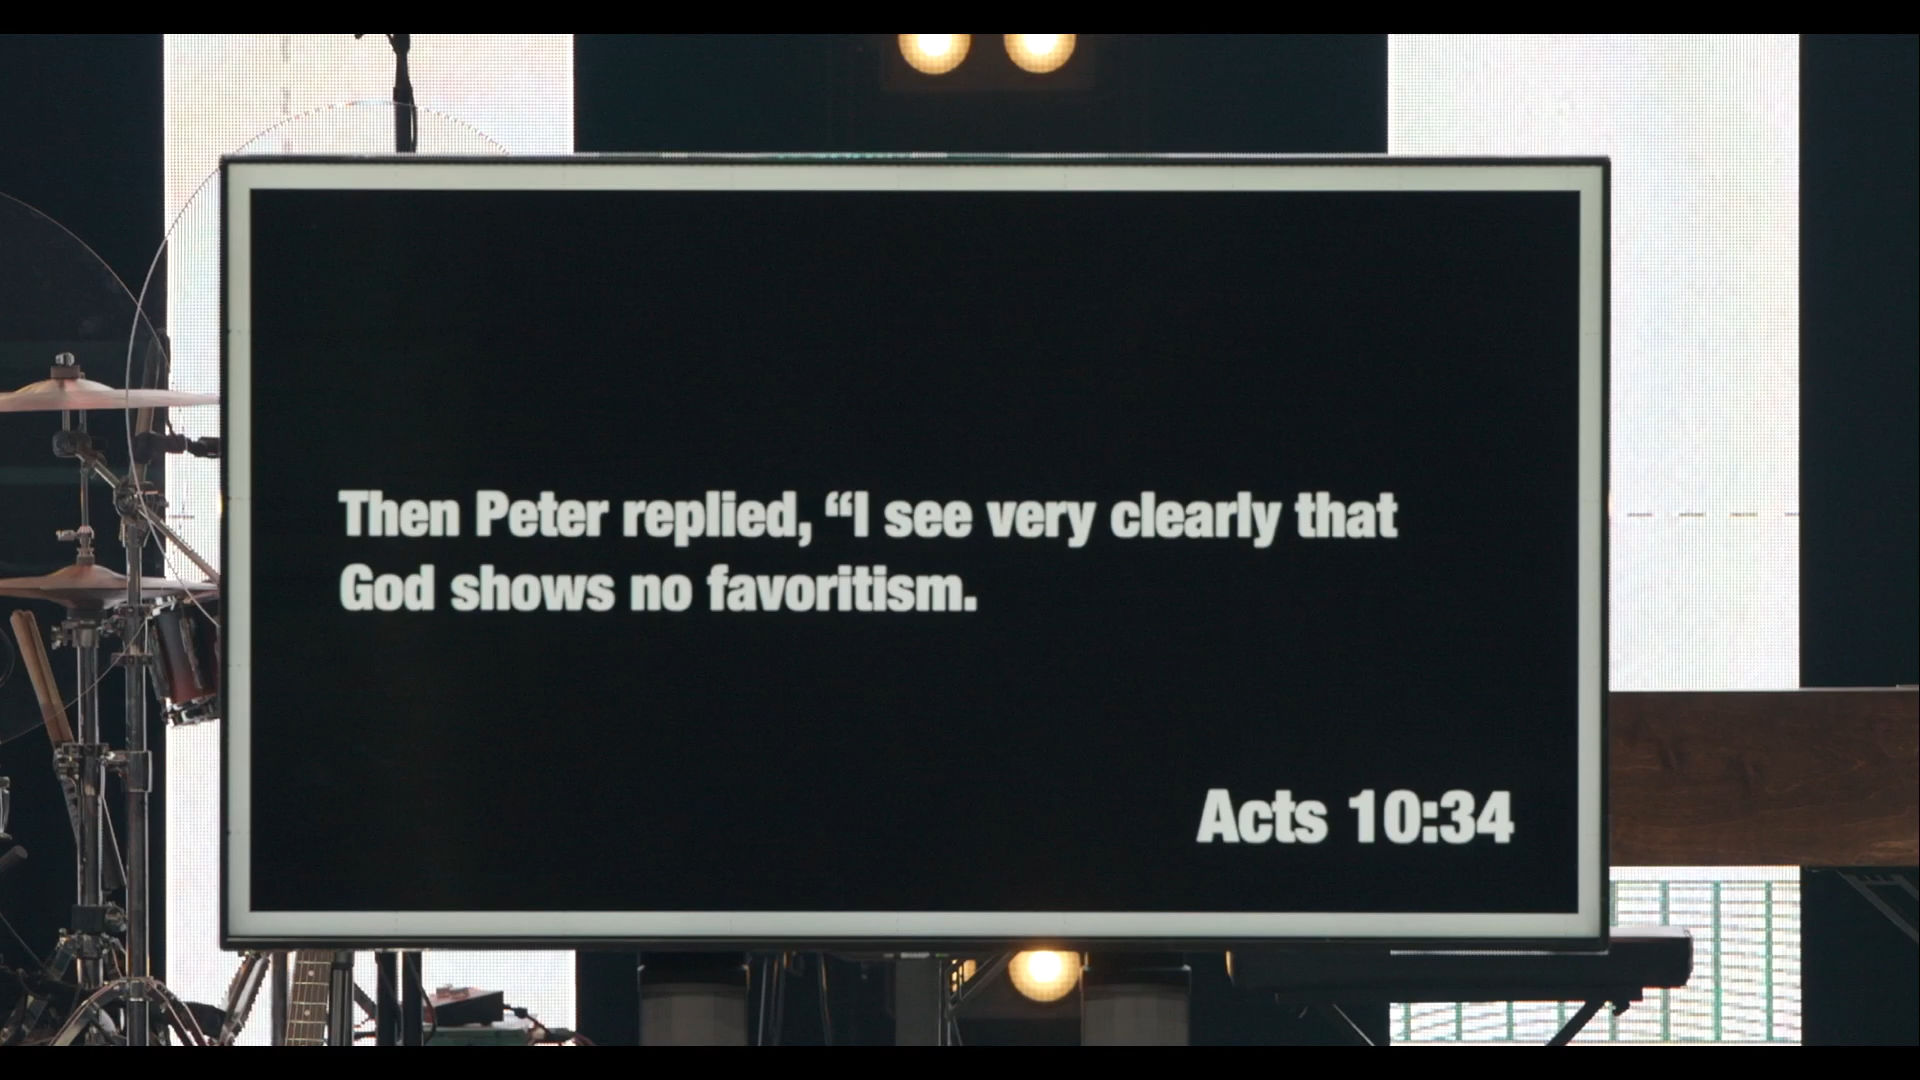 Then Peter replied, “I see very clearly that
God shows no favoritism.
Acts 10:34